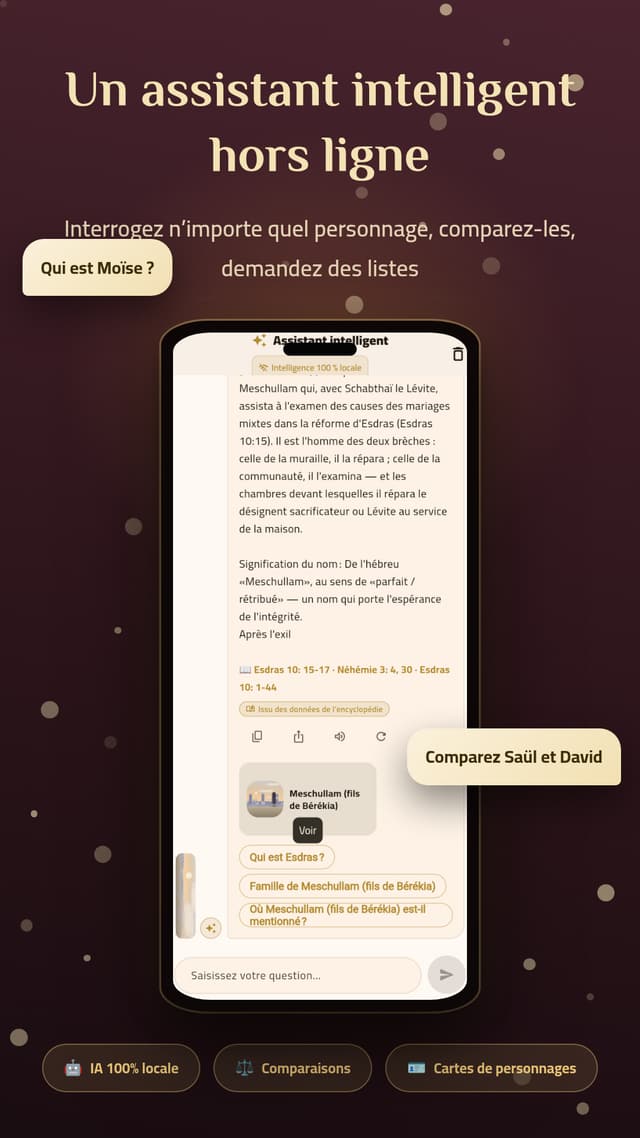 Un assistant intelligent
hors ligne
Interrogez n’importe quel personnage, comparez-les,
demandez des listes
Qui est Moïse ?
Assistant intelligent
Intelligence 100 % locale
Meschullam qui, avec Schabthaï le Lévite,
assista à l'examen des causes des mariages
mixtes dans la réforme d'Esdras (Esdras
10:15). Il est l'homme des deux brèches :
celle de la muraille, il la répara ; celle de la
communauté, il l'examina — et les
chambres devant lesquelles il répara le
désignent sacrificateur ou Lévite au service
de la maison.
Signification du nom : De l'hébreu
«Meschullam», au sens de «parfait /
rétribué» — un nom qui porte l'espérance
de l'intégrité.
Après l'exil
📖 Esdras 10: 15-17 · Néhémie 3: 4, 30 · Esdras
10: 1-44
Issu des données de l'encyclopédie
Comparez Saül et David
Meschullam (fils
de Bérékia)
Voir
Qui est Esdras ?
Famille de Meschullam (fils de Bérékia)
Où Meschullam (fils de Bérékia) est-il
mentionné ?
Saisissez votre question...
🤖 IA 100% locale
⚖️ Comparaisons
🪪 Cartes de personnages